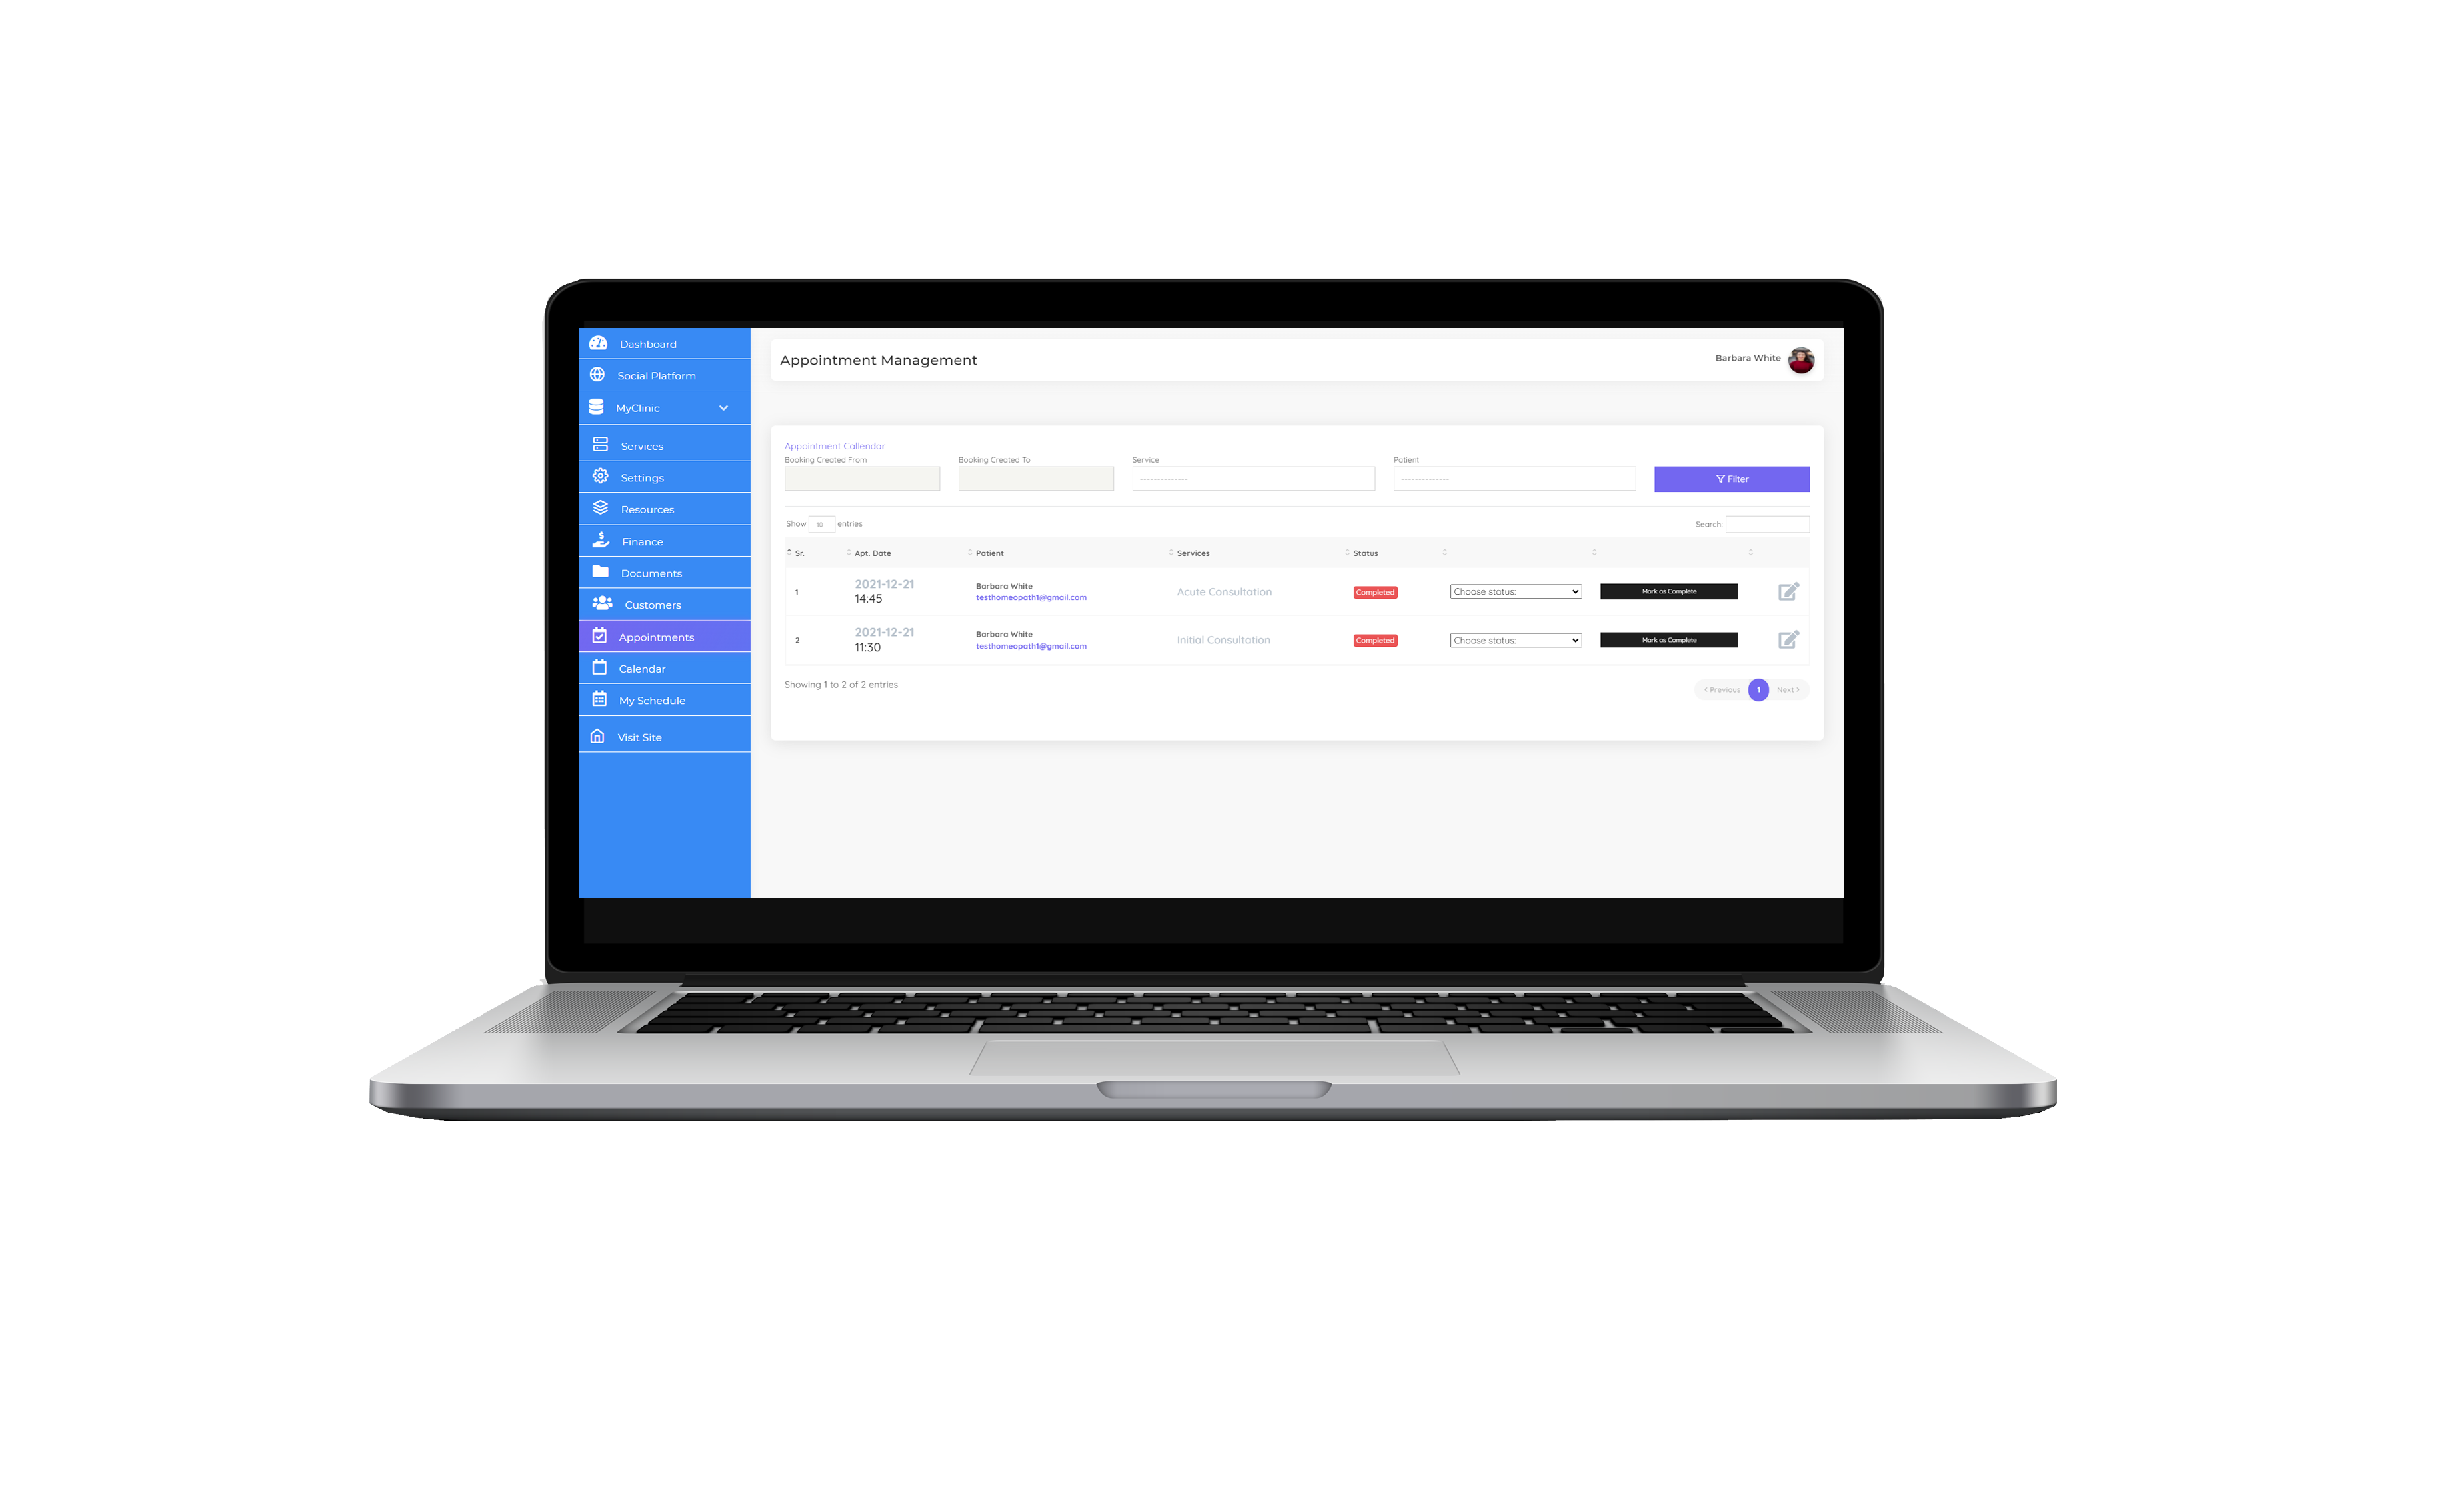 Dashboard
Social Platform
MyClinic
Services
Settings
Resources
Finance
Documents
Customers
Appointments
Calendar
My Schedule
Visit Site
Appointment Management
Barbara White
Appointment Callendar
Booking Created From Booking Created To Service Patient
-------------- -------------- Filter
Show 10 entries Search:
Sr. Apt. Date Patient Services Status
1 2021-12-21 14:45 Barbara White testhomeopath1@gmail.com Acute Consultation Completed Choose status: Mark as Complete
2 2021-12-21 11:30 Barbara White testhomeopath1@gmail.com Initial Consultation Completed Choose status: Mark as Complete
Showing 1 to 2 of 2 entries
Previous 1 Next